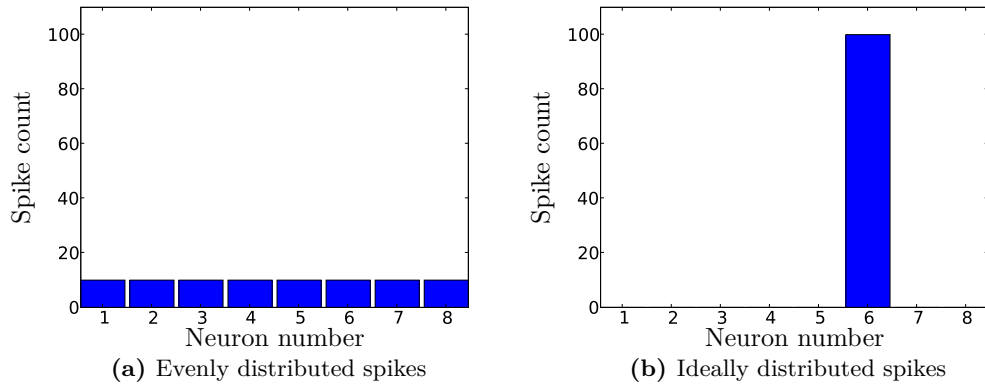 100
80
60
40
20
0
Spike count
1 2 3 4 5 6 7 8
Neuron number
(a) Evenly distributed spikes
100
80
60
40
20
0
Spike count
1 2 3 4 5 6 7 8
Neuron number
(b) Ideally distributed spikes